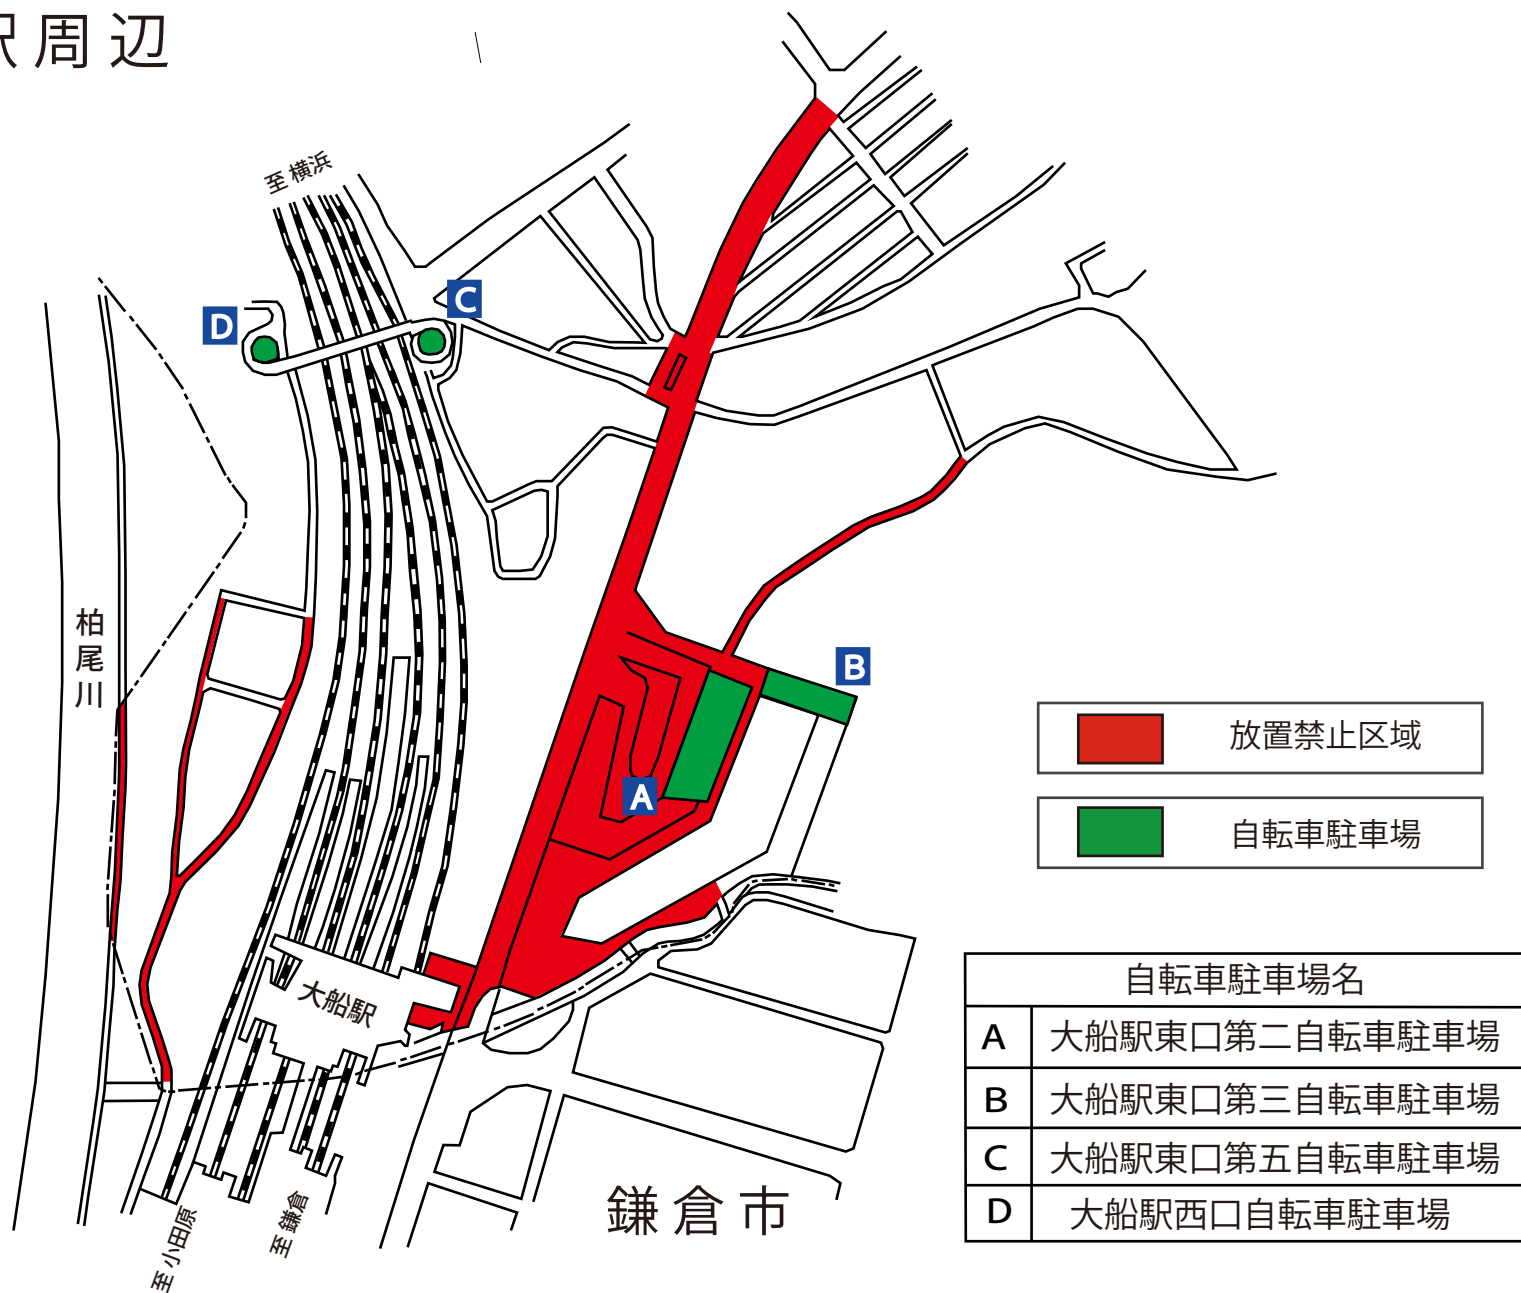 駅周辺
至 横浜
C
D
柏尾川
B
A
放置禁止区域
自転車駐車場
大船駅
自転車駐車場名
A 大船駅東口第二自転車駐車場
B 大船駅東口第三自転車駐車場
C 大船駅東口第五自転車駐車場
D 大船駅西口自転車駐車場
鎌倉市
至 鎌倉
至 小田原